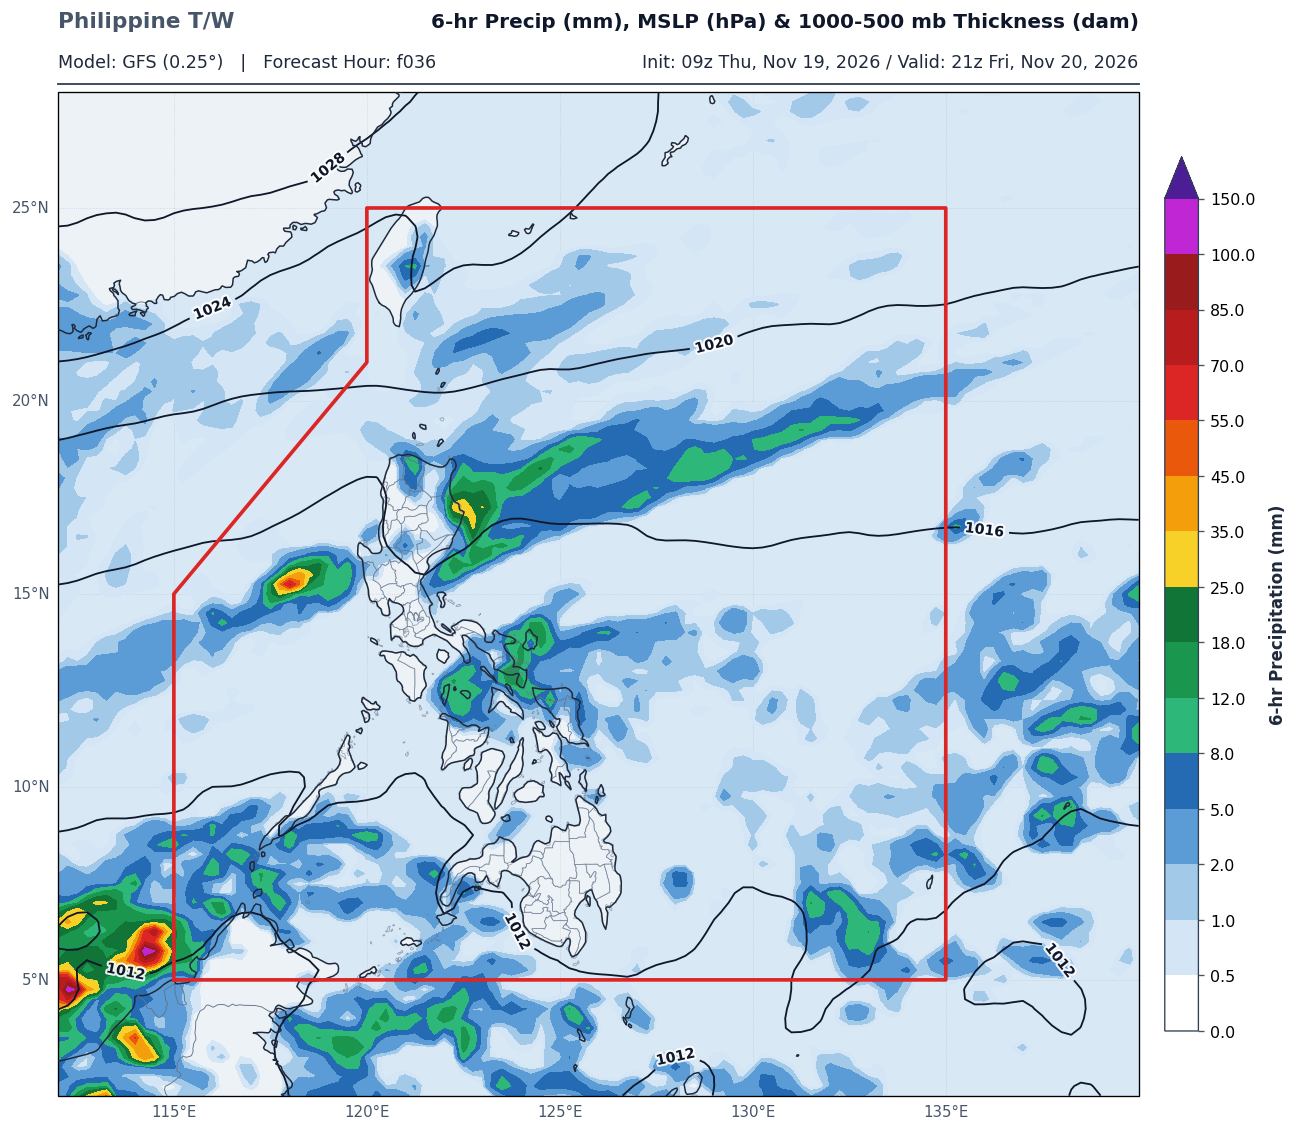 Philippine T/W
6-hr Precip (mm), MSLP (hPa) & 1000-500 mb Thickness (dam)
Model: GFS (0.25°) | Forecast Hour: f036
Init: 09z Thu, Nov 19, 2026 / Valid: 21z Fri, Nov 20, 2026
1028
1024
1020
1016
1012
1012
1012
1012
25°N
20°N
15°N
10°N
5°N
115°E
120°E
125°E
130°E
135°E
150.0
100.0
85.0
70.0
55.0
45.0
35.0
25.0
18.0
12.0
8.0
5.0
2.0
1.0
0.5
0.0
6-hr Precipitation (mm)